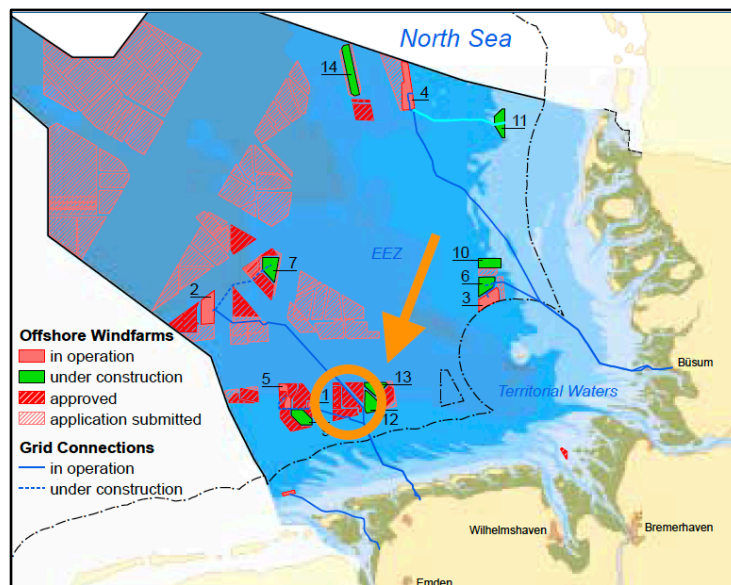 North Sea
14
4
11
EEZ
10
7
6
2
3
Offshore Windfarms
in operation
under construction
approved
application submitted
Grid Connections
in operation
under construction
5
13
1
12
Büsum
Territorial Waters
Wilhelmshaven
Bremerhaven
Emden